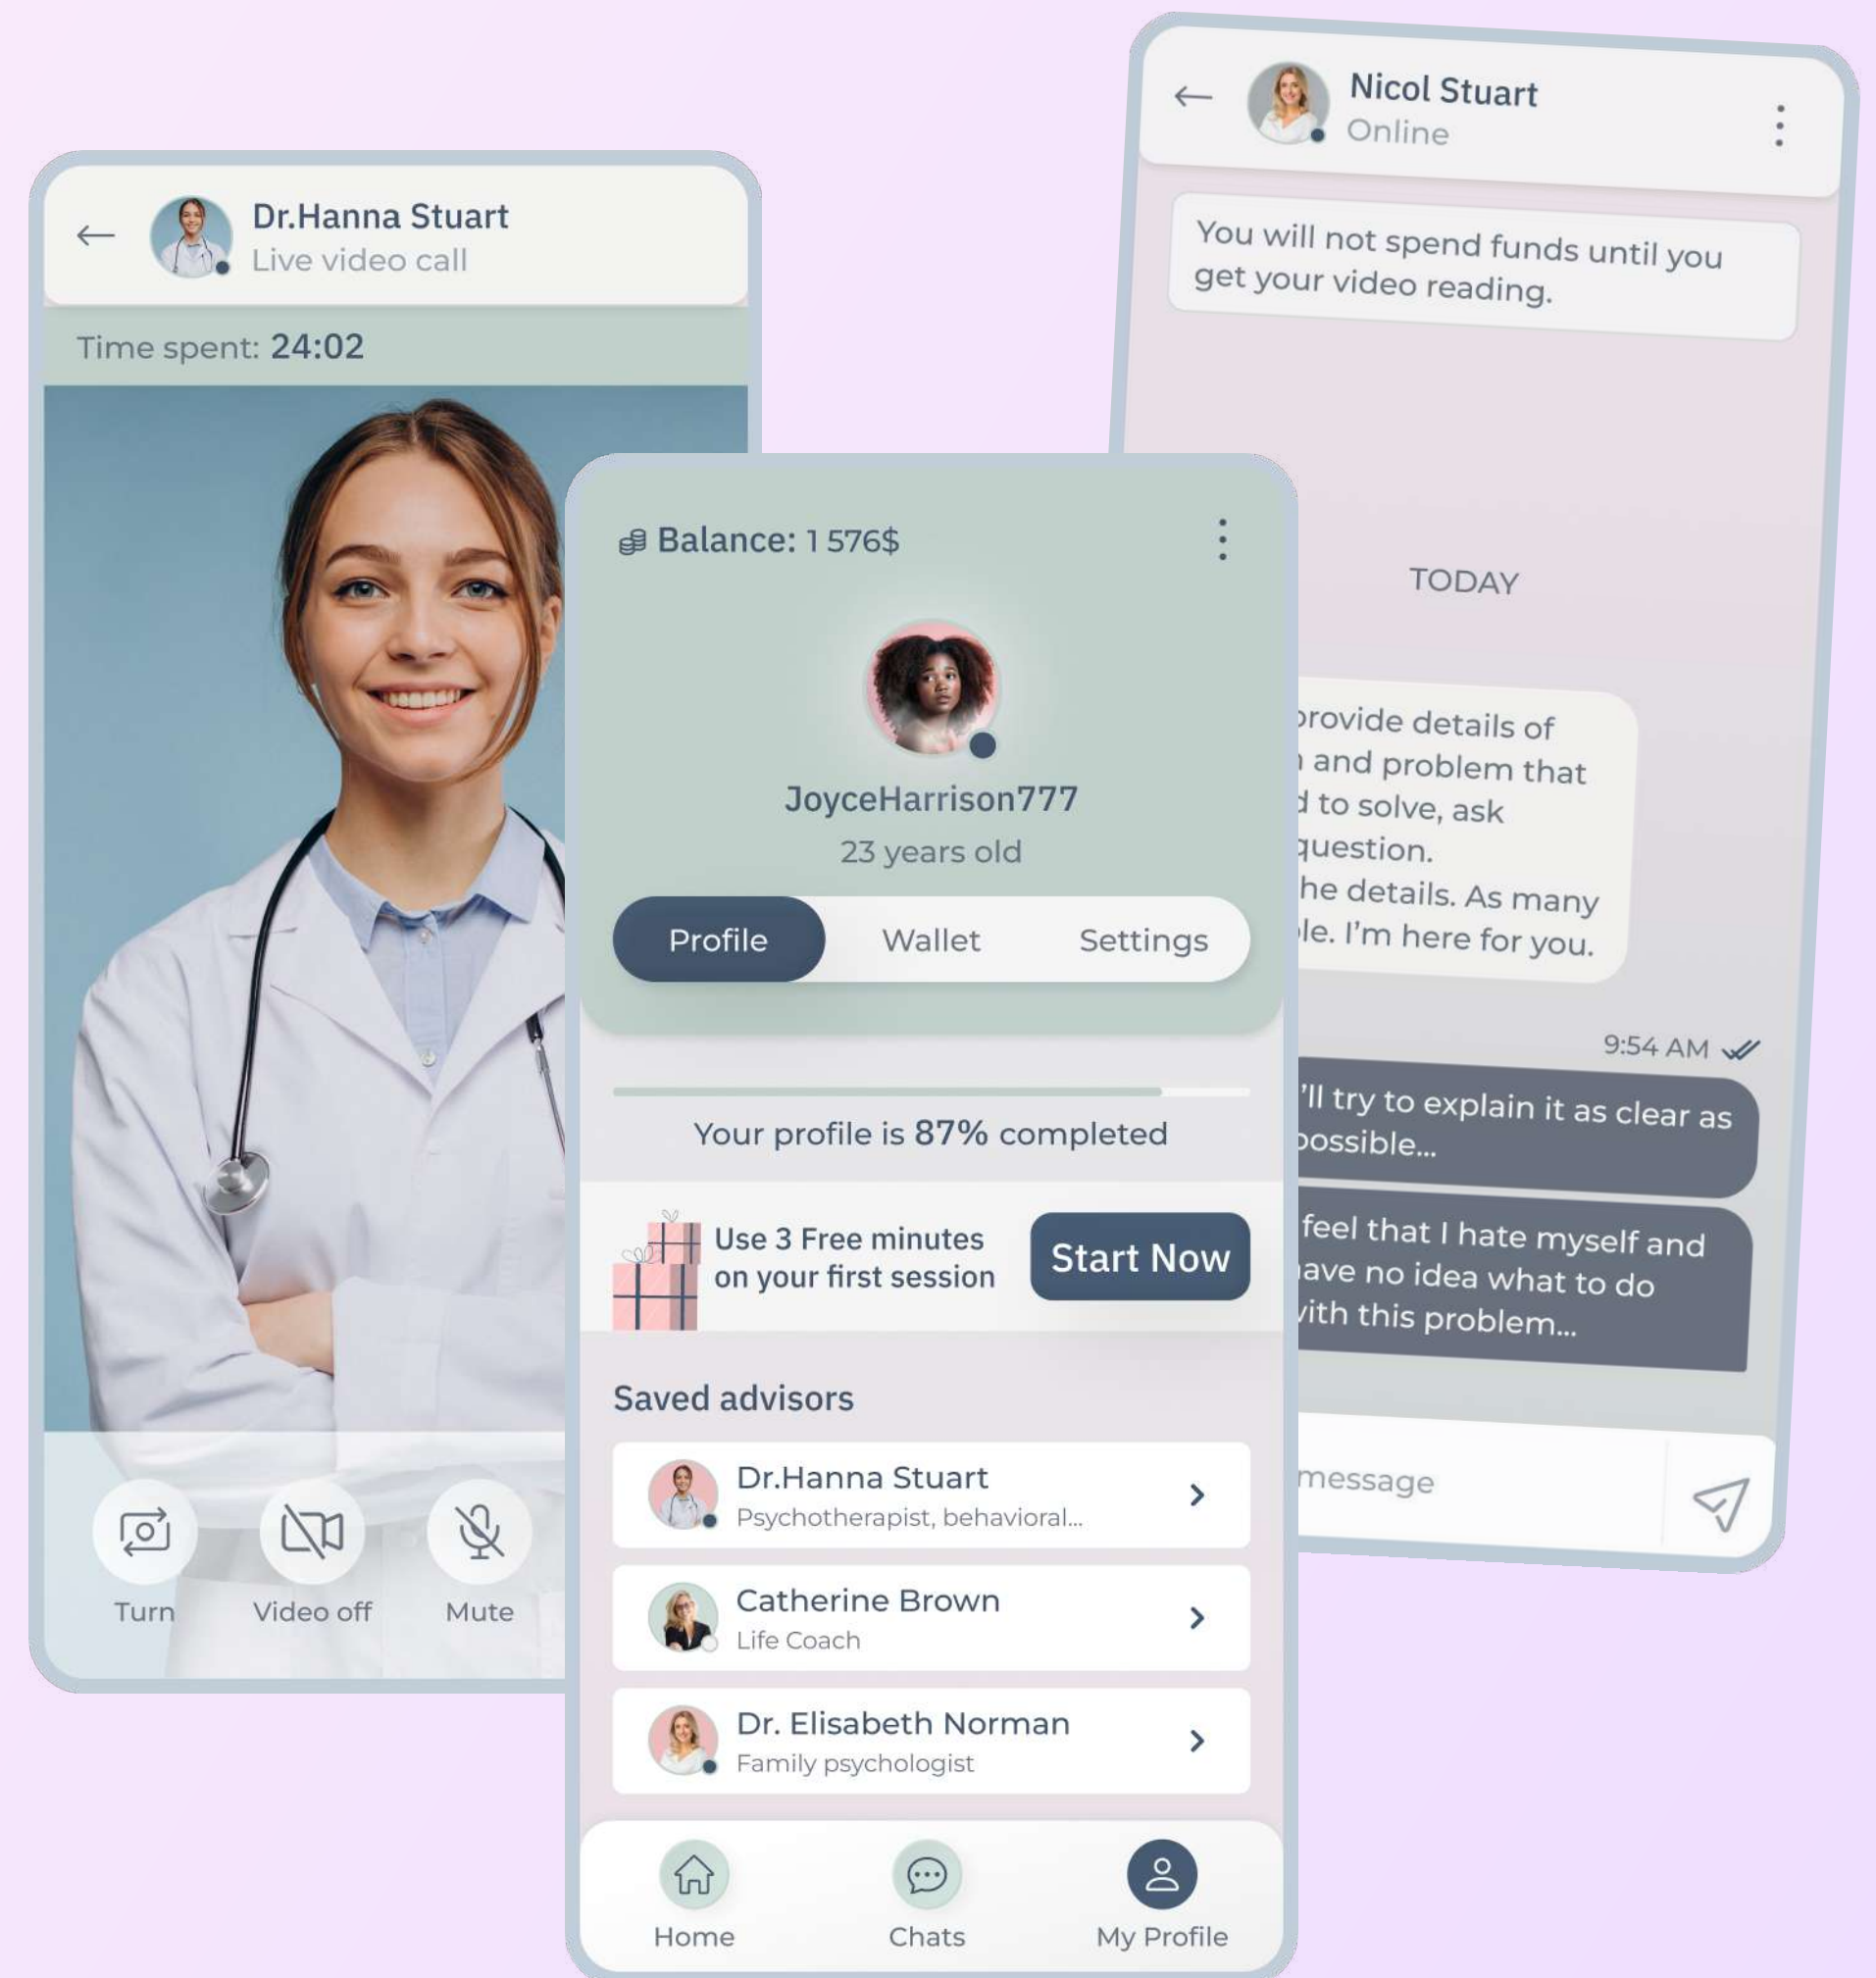 Dr.Hanna Stuart
Live video call
Time spent: 24:02
Turn
Video off
Mute
Balance: 1 576$
JoyceHarrison777
23 years old
Profile
Wallet
Settings
Your profile is 87% completed
Use 3 Free minutes
on your first session
Start Now
Saved advisors
Dr.Hanna Stuart
Psychotherapist, behavioral...
Catherine Brown
Life Coach
Dr. Elisabeth Norman
Family psychologist
Home
Chats
My Profile
Nicol Stuart
Online
You will not spend funds until you
get your video reading.
TODAY
details of
and problem that
to solve, ask
question.
details. As many
I'm here for you.
9:54 AM
'll try to explain it as clear as
possible...
feel that I hate myself and
no idea what to do
this problem...
message